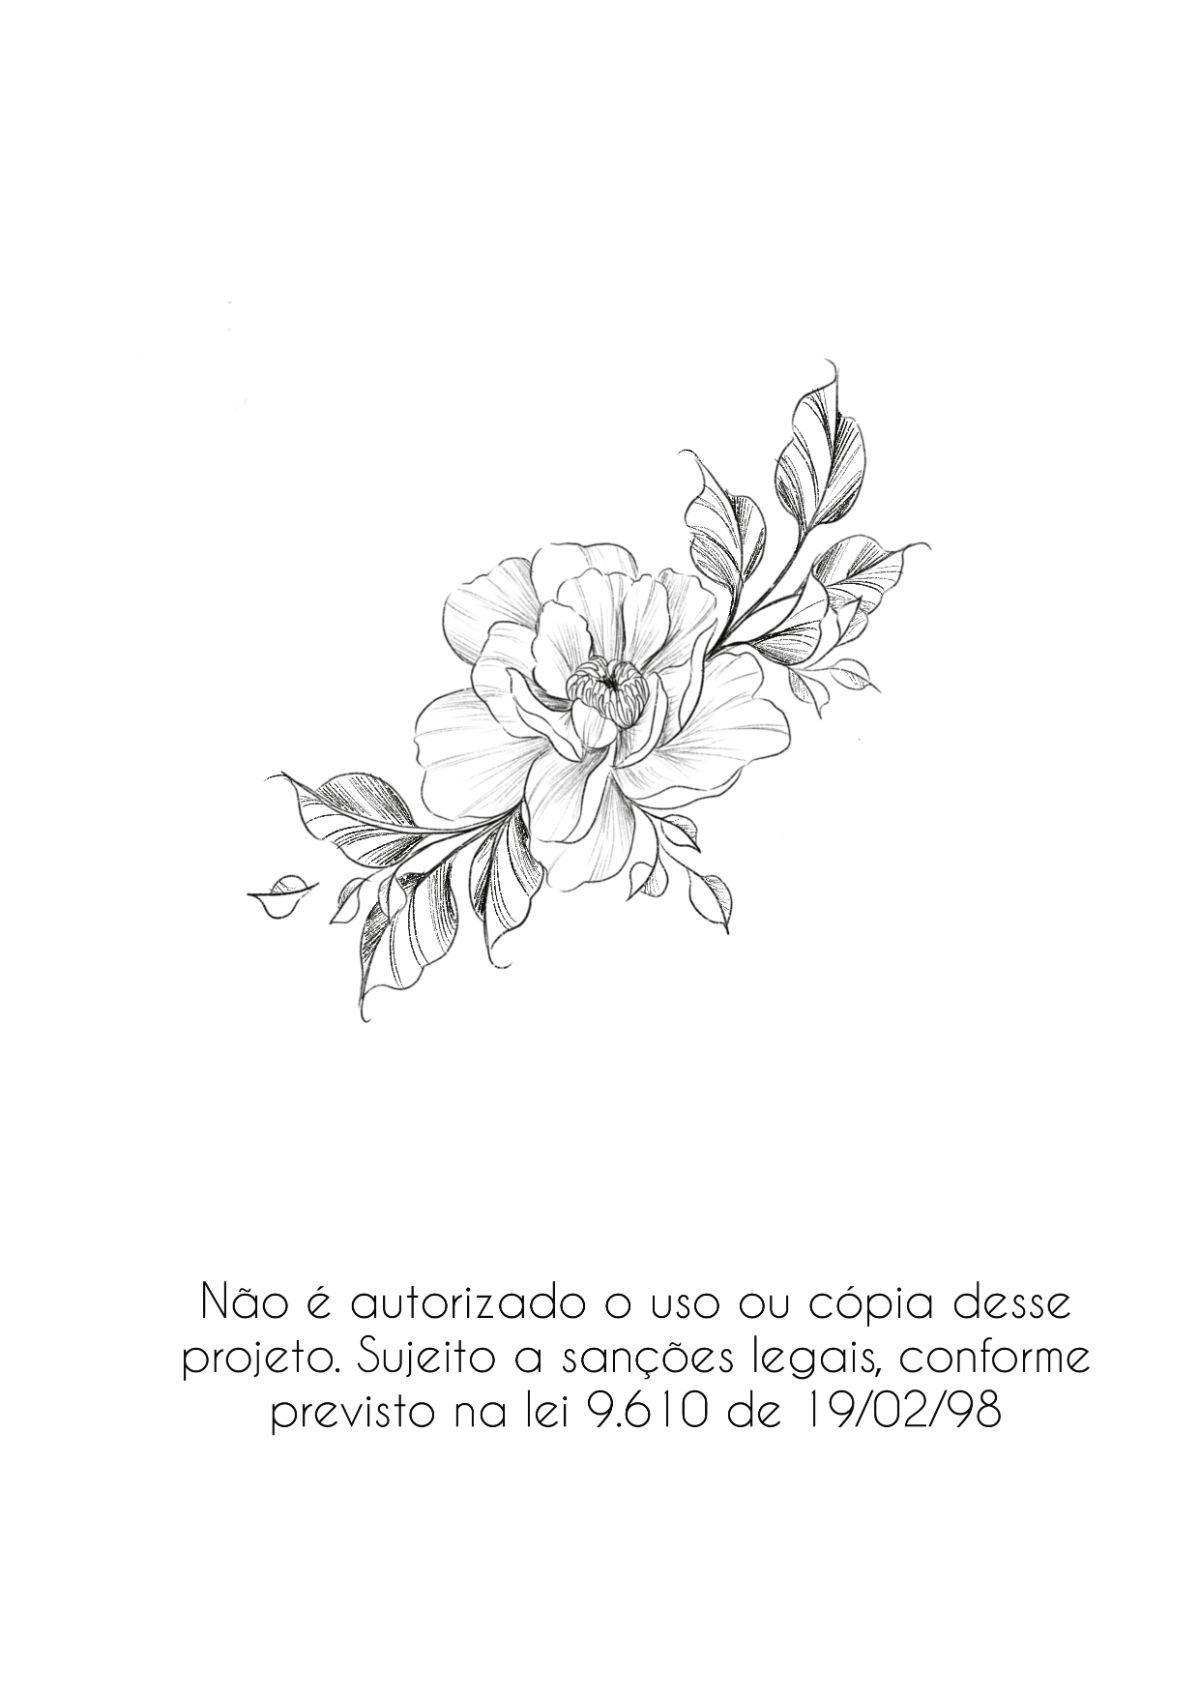 Não é autorizado o uso ou cópia desse
projeto. Sujeito a sanções legais, conforme
previsto na lei 9.610 de 19/02/98